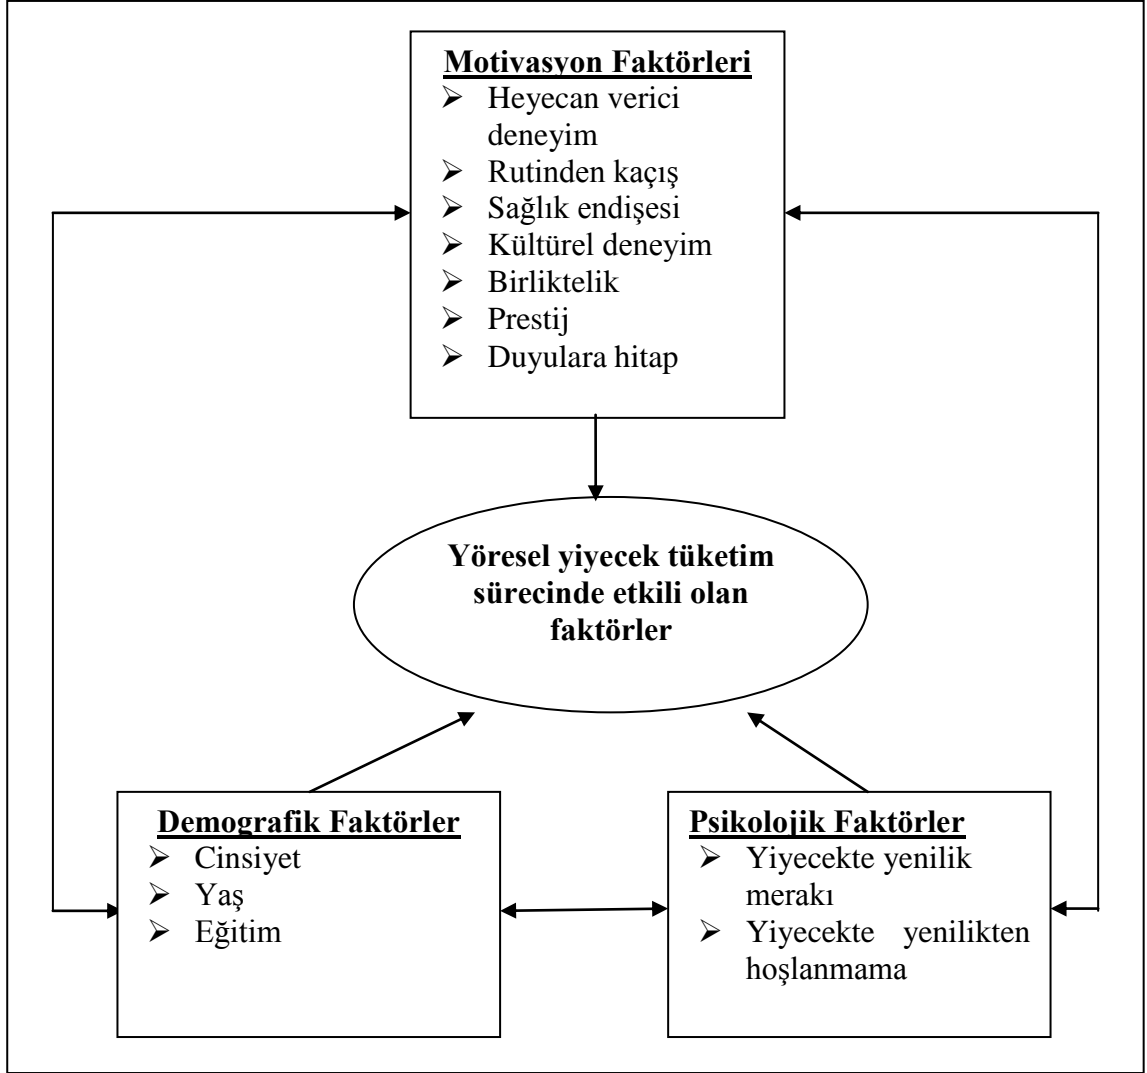 Motivasyon Faktörleri
➢ Heyecan verici
deneyim
➢ Rutinden kaçış
➢ Sağlık endişesi
➢ Kültürel deneyim
➢ Birliktelik
➢ Prestij
➢ Duyulara hitap
Yöresel yiyecek tüketim
sürecinde etkili olan
faktörler
Demografik Faktörler
➢ Cinsiyet
➢ Yaş
➢ Eğitim
Psikolojik Faktörler
➢ Yiyecekte yenilik
merakı
➢ Yiyecekte yenilikten
hoşlanmama